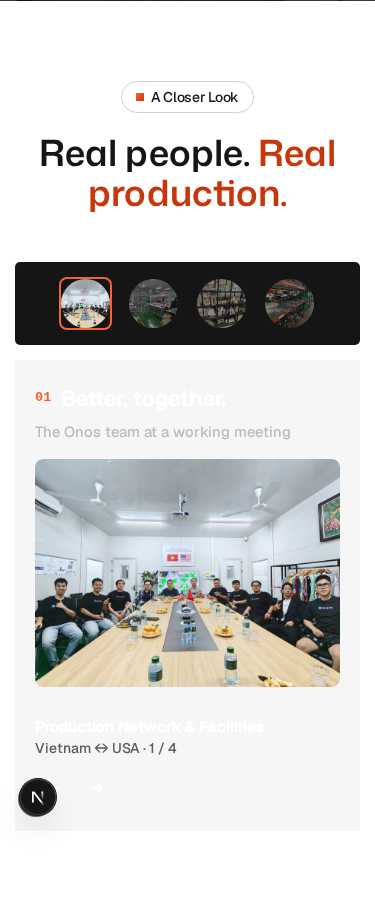 A Closer Look
Real people. Real
production.
01 Better, together.
The Onos team at a working meeting
Production Network & Facilities
Vietnam ↔ USA · 1 / 4
→
N